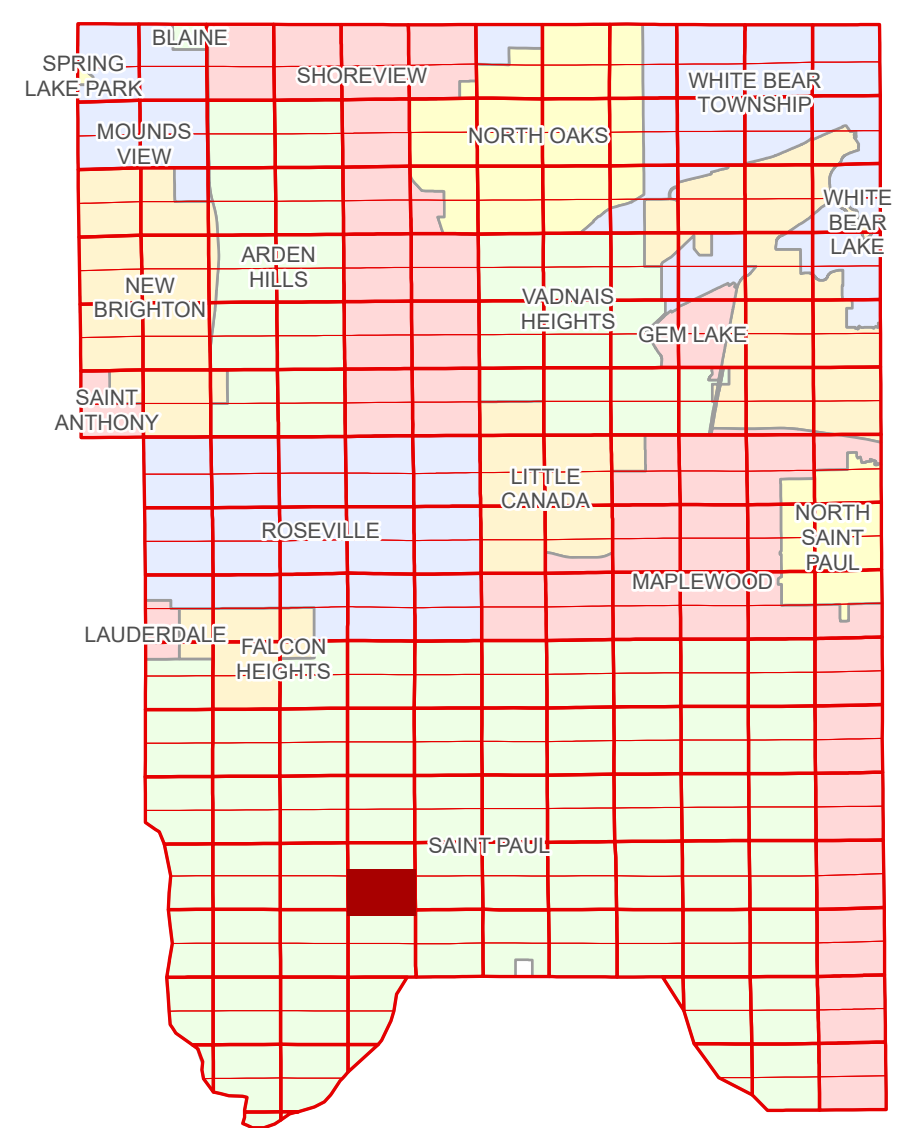 BLAINE
SPRING
LAKE PARK
SHOREVIEW
WHITE BEAR
TOWNSHIP
MOUNDS
VIEW
NORTH OAKS
WHITE
BEAR
LAKE
ARDEN
HILLS
NEW
BRIGHTON
VADNAIS
HEIGHTS
GEM LAKE
SAINT
ANTHONY
LITTLE
CANADA
NORTH
SAINT
PAUL
ROSEVILLE
MAPLEWOOD
LAUDERDALE
FALCON
HEIGHTS
SAINT PAUL